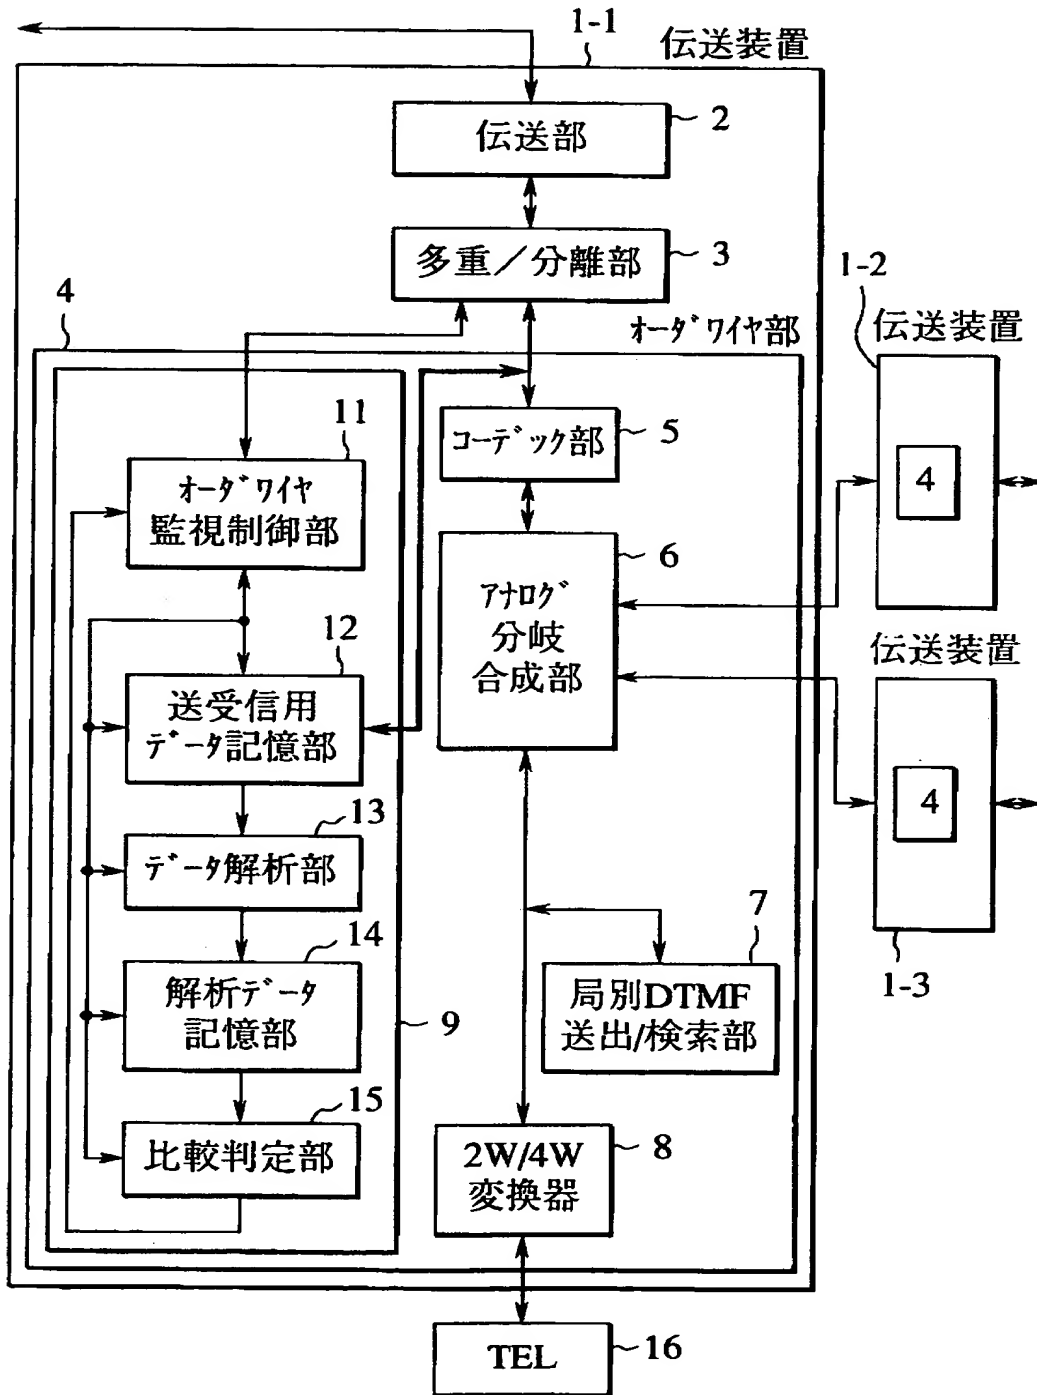 1-1
伝送装置
伝送部
2
多重／分離部
3
1-2
伝送装置
4
4
オーダワイヤ部
11
オーダワイヤ
監視制御部
コーデック部
5
6
アナログ
分岐
合成部
伝送装置
4
1-3
12
送受信用
データ記憶部
13
データ解析部
14
解析データ
記憶部
9
7
局別DTMF
送出/検索部
15
比較判定部
2W/4W
変換器
8
TEL
16